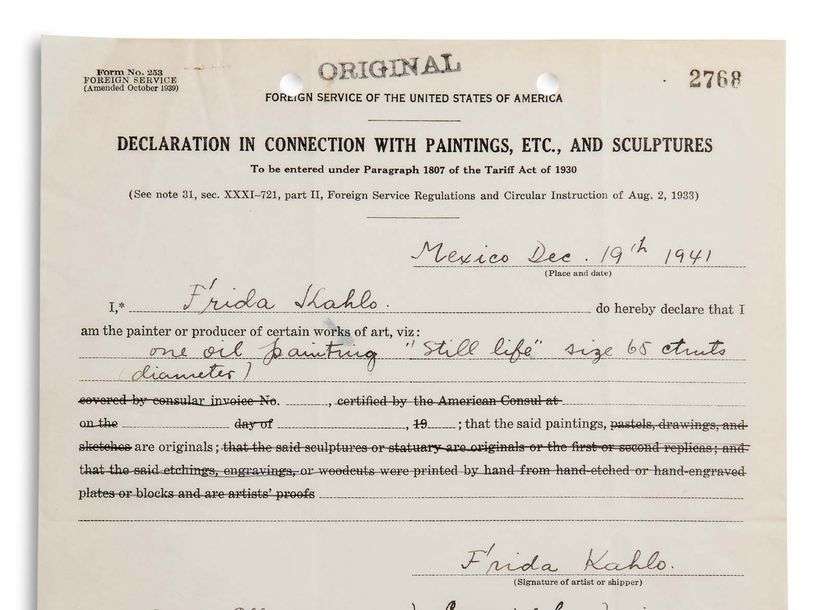 Form No. 253
FOREIGN SERVICE
(Amended October 1939)
ORIGINAL
2768
FOREIGN SERVICE OF THE UNITED STATES OF AMERICA
DECLARATION IN CONNECTION WITH PAINTINGS, ETC., AND SCULPTURES
To be entered under Paragraph 1807 of the Tariff Act of 1930
(See note 31, sec. XXXI–721, part II, Foreign Service Regulations and Circular Instruction of Aug. 2, 1933)
Mexico Dec. 19th 1941
(Place and date)
I,* Frida Kahlo. do hereby declare that I
am the painter or producer of certain works of art, viz:
one oil painting "Still life" size 65
(diameter)
covered by consular invoice No. , certified by the American Consul at
on the day of , 19 ; that the said paintings, pastels, drawings, and
sketches are originals; that the said sculptures or statuary are originals or the first or second replicas; and
that the said etchings, engravings, or woodcuts were printed by hand from hand-etched or hand-engraved
plates or blocks and are artists' proofs
Frida Kahlo.
(Signature of artist or shipper)